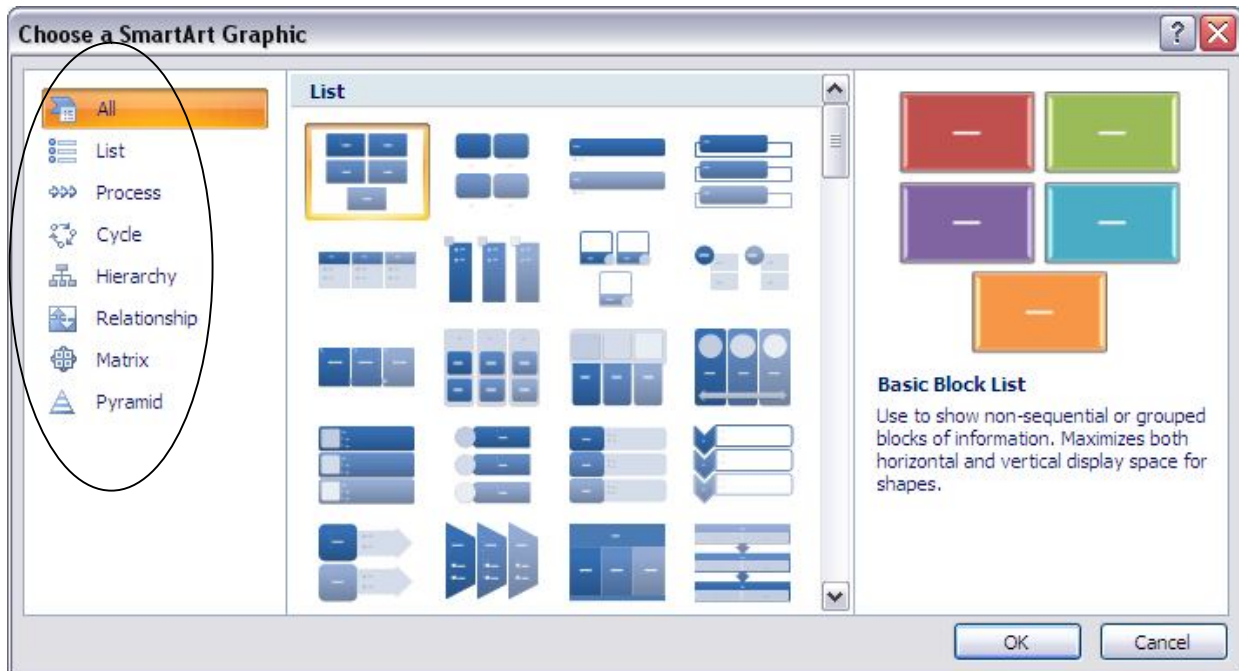 Choose a SmartArt Graphic
All
List
Process
Cycle
Hierarchy
Relationship
Matrix
Pyramid
List
Basic Block List
Use to show non-sequential or grouped
blocks of information. Maximizes both
horizontal and vertical display space for
shapes.
OK
Cancel